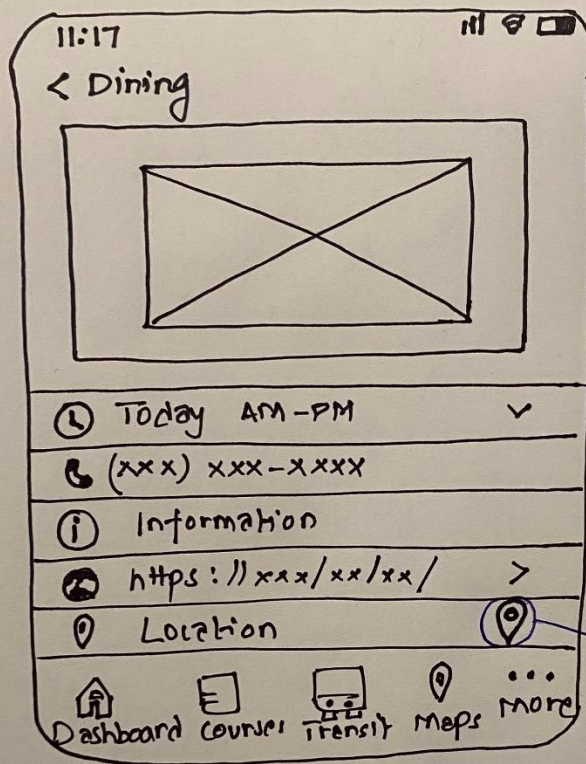 11:17
< Dining
Today AM-PM
(xxx) xxx-xxxx
Information
https://xxx/xx/xx/ >
Location
Dashboard Courses Transit Maps More